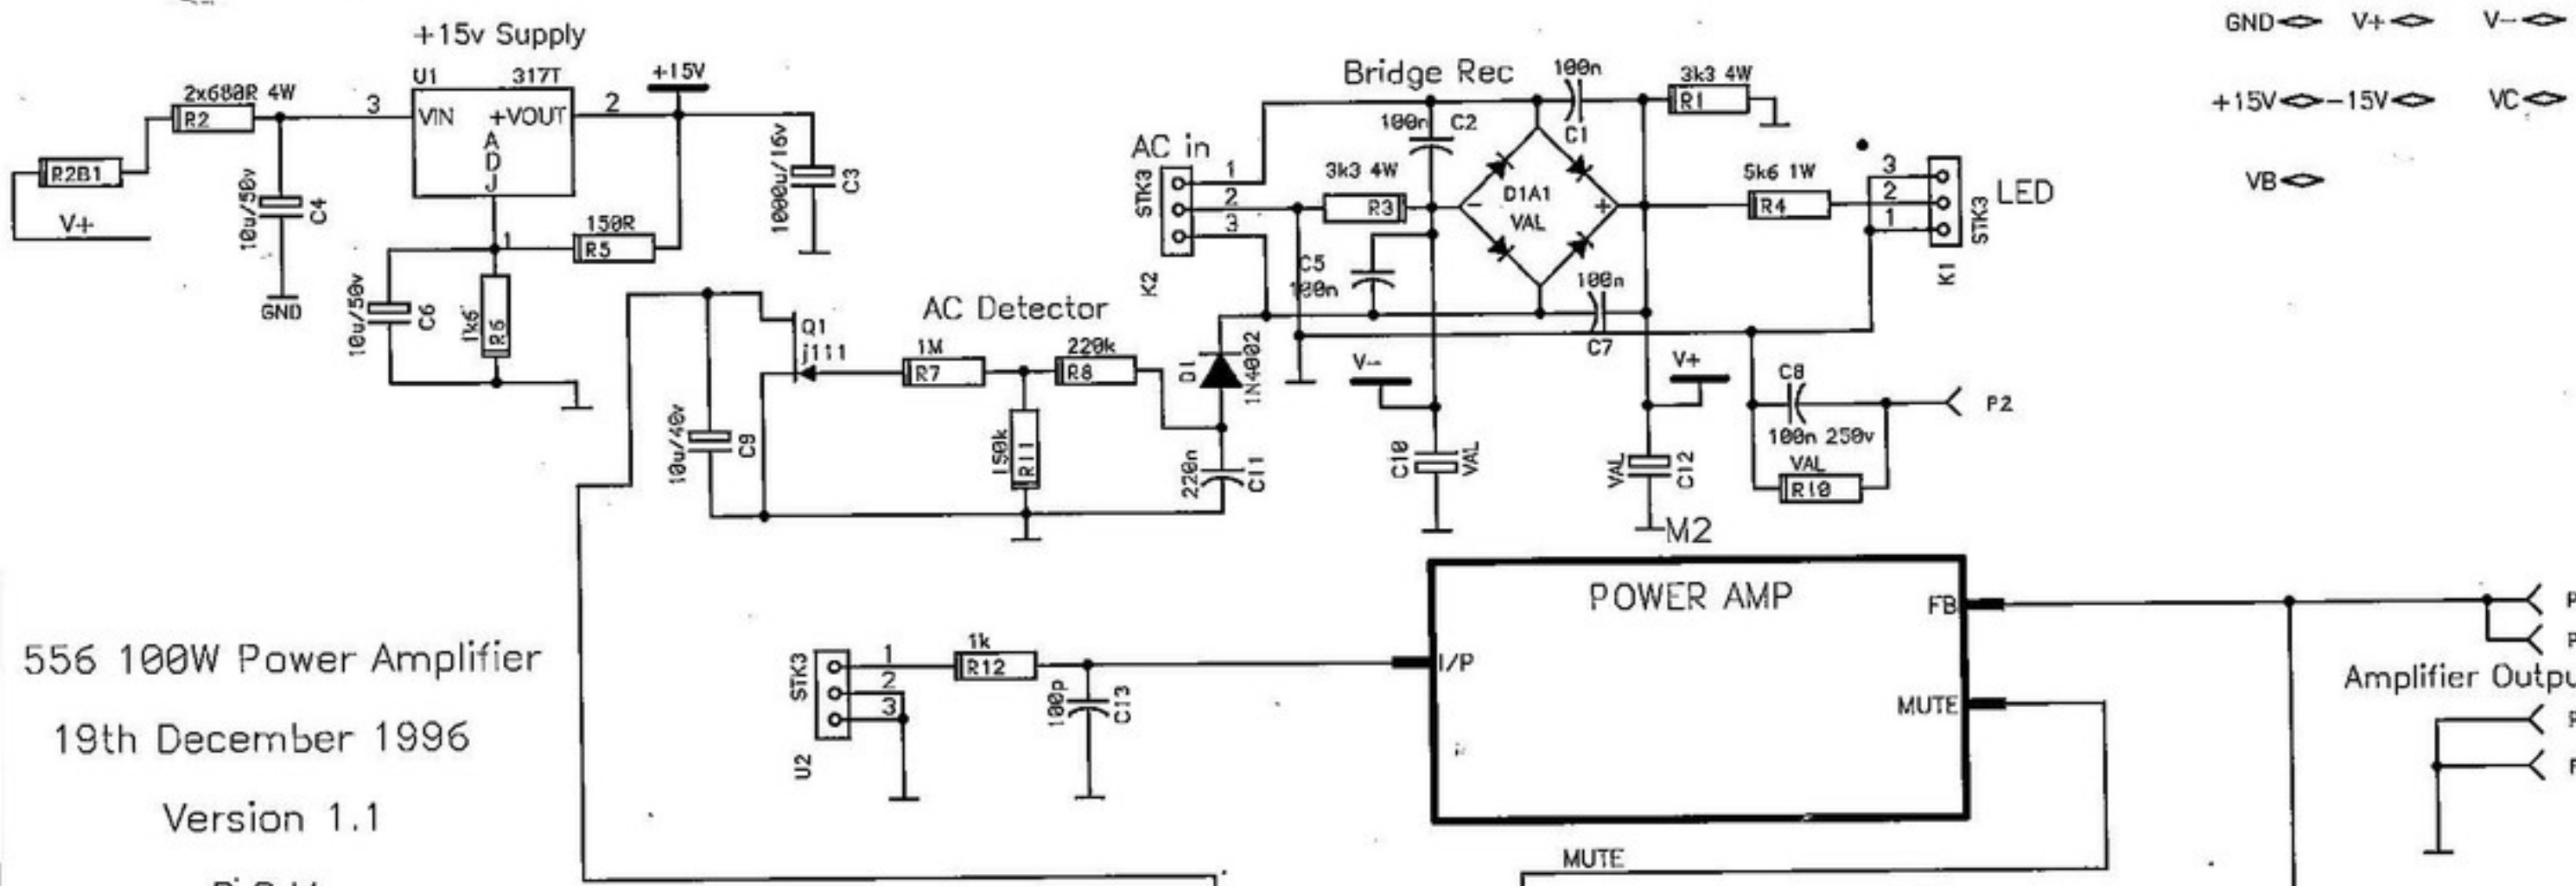 +15v Supply
U1
317T
+15V
2x680R 4W
R2
3
VIN
+VOUT
ADJ
2
R2B1
V+
10u/50v
C4
GND
1
150R
R5
1000u/16v
C3
10u/50v
C6
1k6
R6
Bridge Rec
100n
C1
3k3 4W
R1
100n
C2
AC in
STK3
1
2
3
K2
3k3 4W
R3
D1A1
VAL
-
+
5k6 1W
R4
3
2
1
STK3
K1
LED
C5
100n
100n
C7
GND
V+
V-
+15V
-15V
VC
VB
AC Detector
Q1
j111
1M
R7
220k
R8
D1
1N4002
10u/40v
C9
150k
R11
220n
C11
V-
V+
C10
VAL
VAL
C12
C8
100n 250v
P2
VAL
R10
M2
POWER AMP
I/P
FB
MUTE
STK3
1
2
3
U2
1k
R12
100p
C13
556 100W Power Amplifier
19th December 1996
Version 1.1
Amplifier Outpu
MUTE